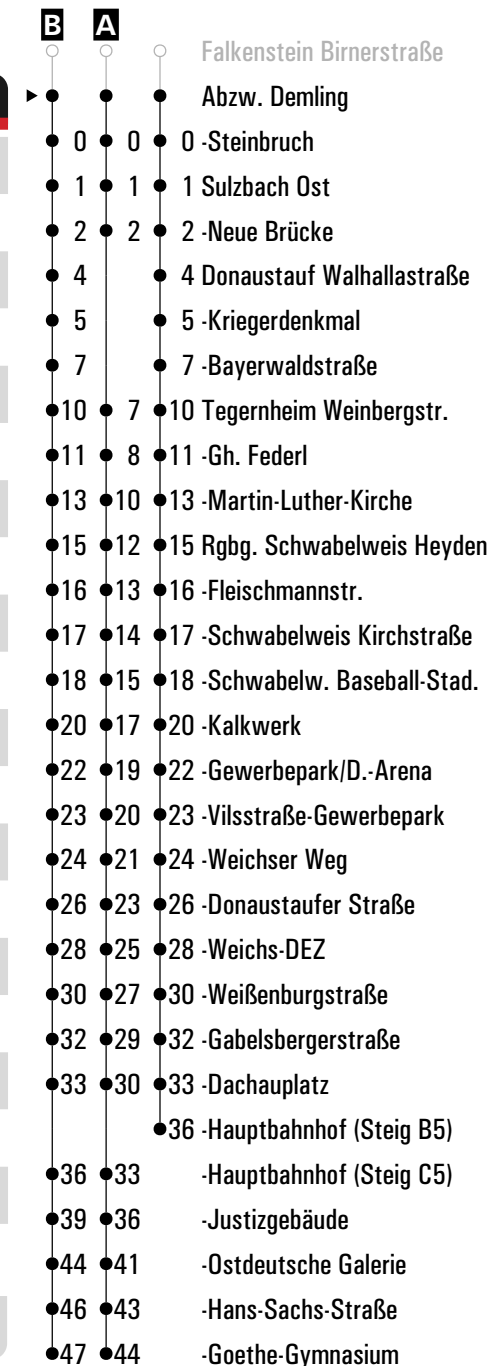 B A
Falkenstein Birnerstraße
Abzw. Demling
0 0 0 -Steinbruch
1 1 1 Sulzbach Ost
2 2 2 -Neue Brücke
4 4 Donaustauf Walhallastraße
5 5 -Kriegerdenkmal
7 7 -Bayerwaldstraße
10 7 10 Tegernheim Weinbergstr.
11 8 11 -Gh. Federl
13 10 13 -Martin-Luther-Kirche
15 12 15 Rgbg. Schwabelweis Heyden
16 13 16 -Fleischmannstr.
17 14 17 -Schwabelweis Kirchstraße
18 15 18 -Schwabelw. Baseball-Stad.
20 17 20 -Kalkwerk
22 19 22 -Gewerbepark/D.-Arena
23 20 23 -Vilsstraße-Gewerbepark
24 21 24 -Weichser Weg
26 23 26 -Donaustaufer Straße
28 25 28 -Weichs-DEZ
30 27 30 -Weißenburgstraße
32 29 32 -Gabelsbergerstraße
33 30 33 -Dachauplatz
36 -Hauptbahnhof (Steig B5)
36 33 -Hauptbahnhof (Steig C5)
39 36 -Justizgebäude
44 41 -Ostdeutsche Galerie
46 43 -Hans-Sachs-Straße
47 44 -Goethe-Gymnasium